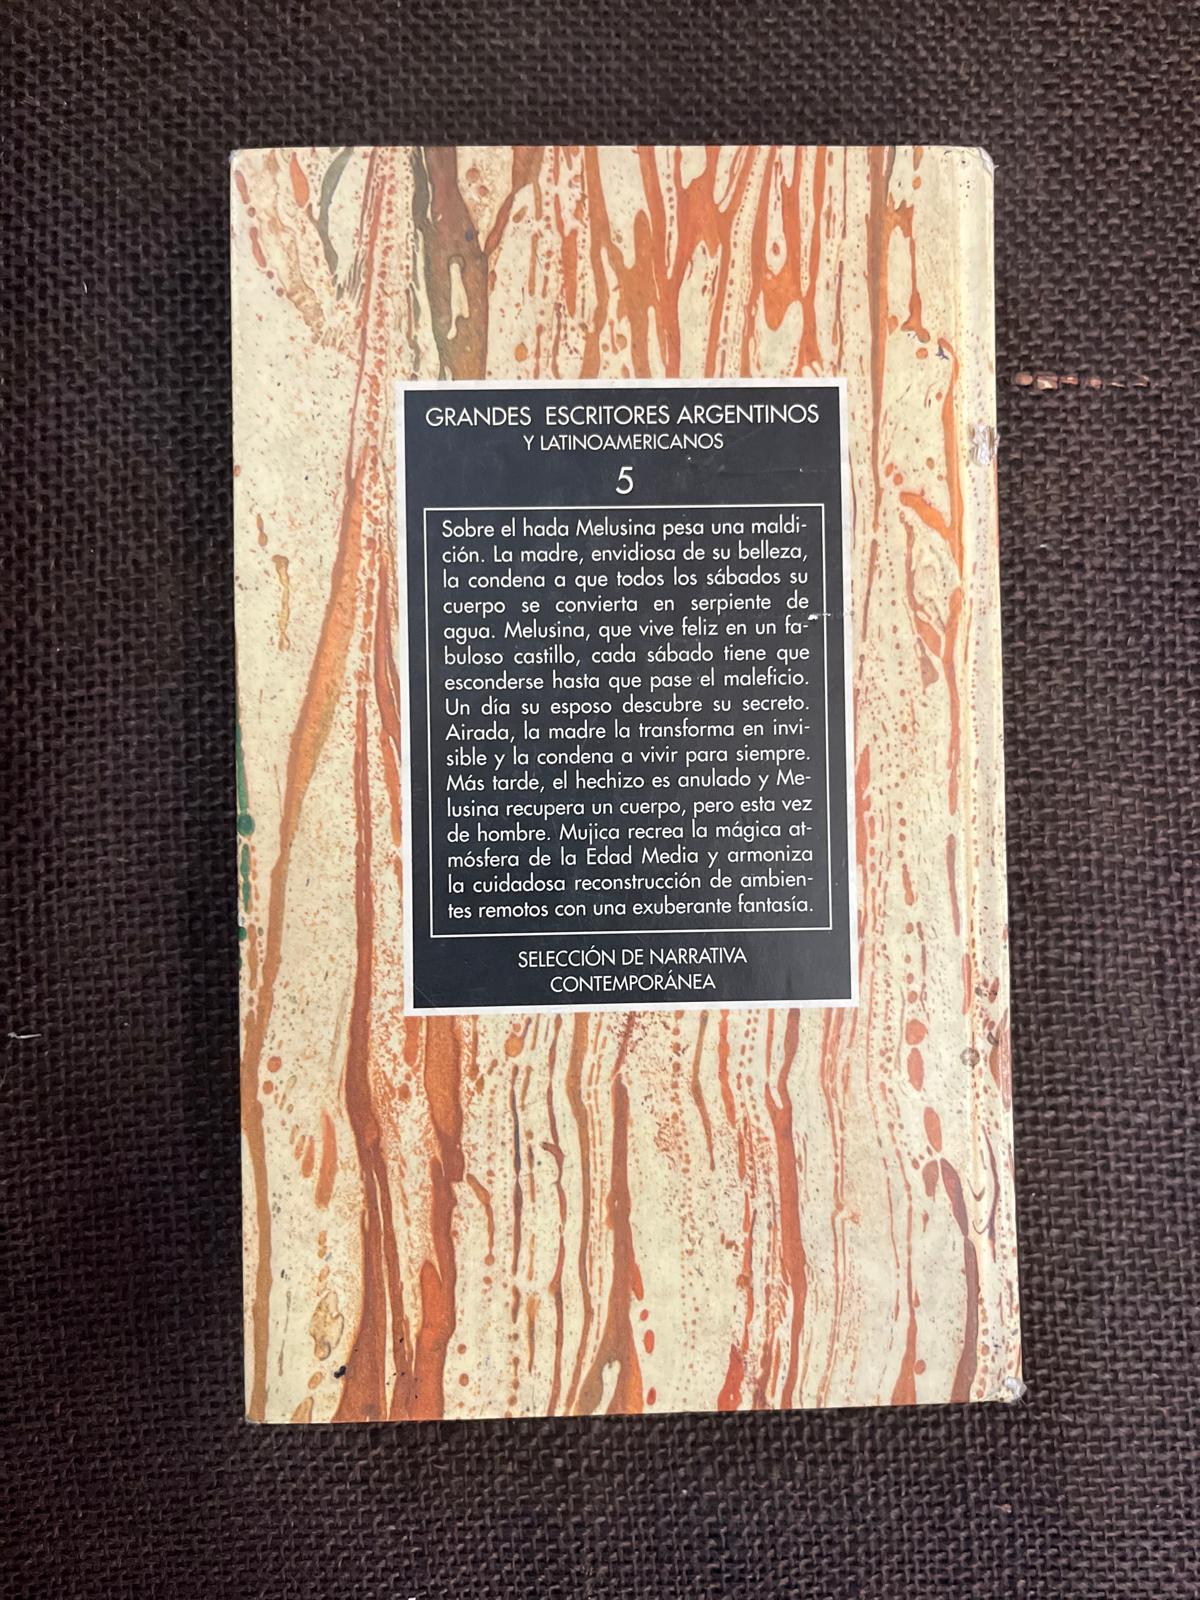 GRANDES ESCRITORES ARGENTINOS
Y LATINOAMERICANOS
5
Sobre el hada Melusina pesa una maldi-
ción. La madre, envidiosa de su belleza,
la condena a que todos los sábados su
cuerpo se convierta en serpiente de
agua. Melusina, que vive feliz en un fa-
buloso castillo, cada sábado tiene que
esconderse hasta que pase el maleficio.
Un día su esposo descubre su secreto.
Airada, la madre la transforma en invi-
sible y la condena a vivir para siempre.
Más tarde, el hechizo es anulado y Me-
lusina recupera un cuerpo, pero esta vez
de hombre. Mujica recrea la mágica at-
mósfera de la Edad Media y armoniza
la cuidadosa reconstrucción de ambien-
tes remotos con una exuberante fantasía.
SELECCIÓN DE NARRATIVA
CONTEMPORÁNEA